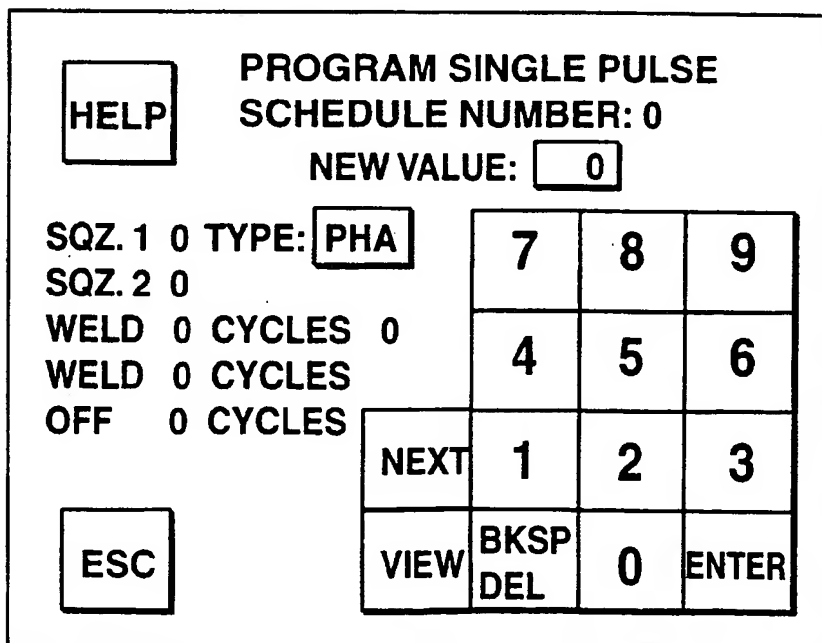 PROGRAM SINGLE PULSE
HELP
SCHEDULE NUMBER: 0
NEW VALUE: 0
SQZ. 1 0 TYPE: PHA
SQZ. 2 0
WELD 0 CYCLES 0
WELD 0 CYCLES
OFF 0 CYCLES
7 8 9
4 5 6
NEXT 1 2 3
ESC
VIEW BKSP DEL 0 ENTER